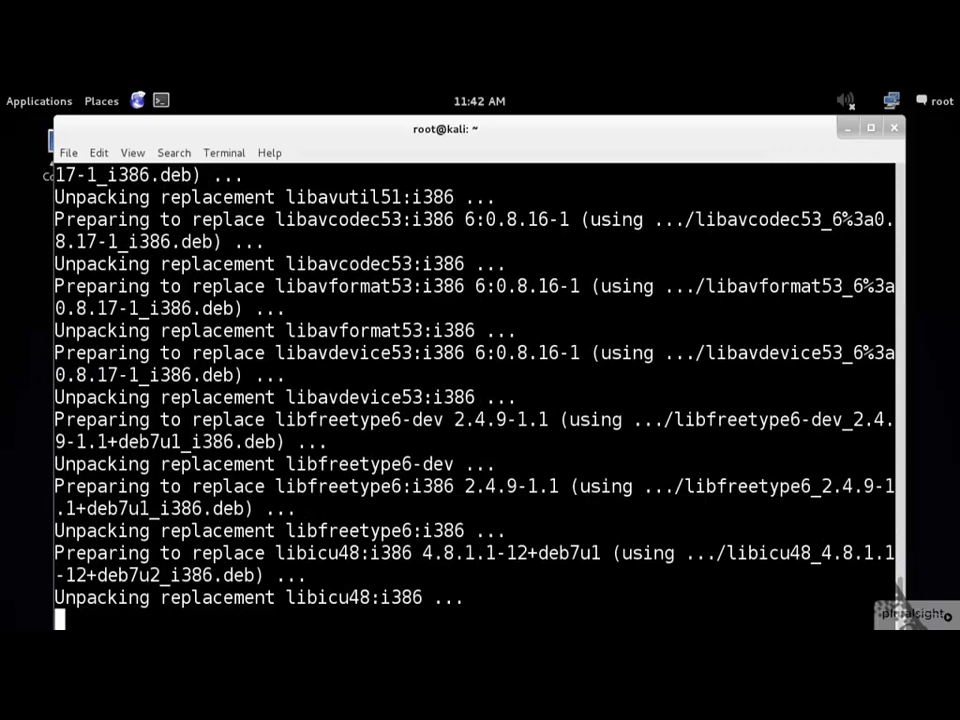 Applications Places 11:42 AM root
root@kali: ~
File Edit View Search Terminal Help
17-1_i386.deb) ...
Unpacking replacement libavutil51:i386 ...
Preparing to replace libavcodec53:i386 6:0.8.16-1 (using .../libavcodec53_6%3a0.
8.17-1_i386.deb) ...
Unpacking replacement libavcodec53:i386 ...
Preparing to replace libavformat53:i386 6:0.8.16-1 (using .../libavformat53_6%3a
0.8.17-1_i386.deb) ...
Unpacking replacement libavformat53:i386 ...
Preparing to replace libavdevice53:i386 6:0.8.16-1 (using .../libavdevice53_6%3a
0.8.17-1_i386.deb) ...
Unpacking replacement libavdevice53:i386 ...
Preparing to replace libfreetype6-dev 2.4.9-1.1 (using .../libfreetype6-dev_2.4.
9-1.1+deb7u1_i386.deb) ...
Unpacking replacement libfreetype6-dev ...
Preparing to replace libfreetype6:i386 2.4.9-1.1 (using .../libfreetype6_2.4.9-1
.1+deb7u1_i386.deb) ...
Unpacking replacement libfreetype6:i386 ...
Preparing to replace libicu48:i386 4.8.1.1-12+deb7u1 (using .../libicu48_4.8.1.1
-12+deb7u2_i386.deb) ...
Unpacking replacement libicu48:i386 ...
pluralsight